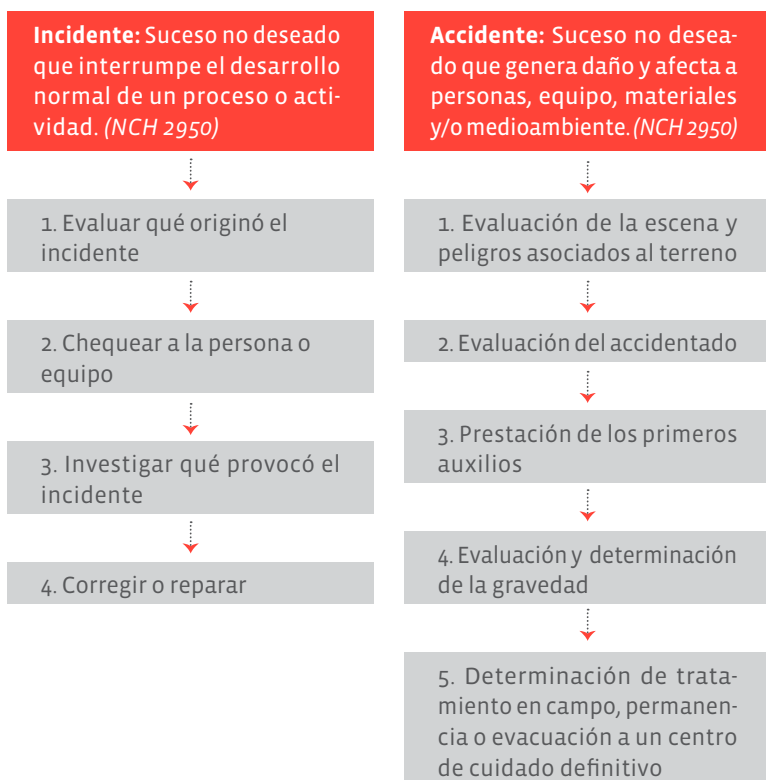 Incidente: Suceso no deseado
que interrumpe el desarrollo
normal de un proceso o acti-
vidad. (NCH 2950)
1. Evaluar qué originó el
incidente
2. Chequear a la persona o
equipo
3. Investigar qué provocó el
incidente
4. Corregir o reparar
Accidente: Suceso no desea-
do que genera daño y afecta a
personas, equipo, materiales
y/o medioambiente. (NCH 2950)
1. Evaluación de la escena y
peligros asociados al terreno
2. Evaluación del accidentado
3. Prestación de los primeros
auxilios
4. Evaluación y determinación
de la gravedad
5. Determinación de trata-
miento en campo, permanen-
cia o evacuación a un centro
de cuidado definitivo